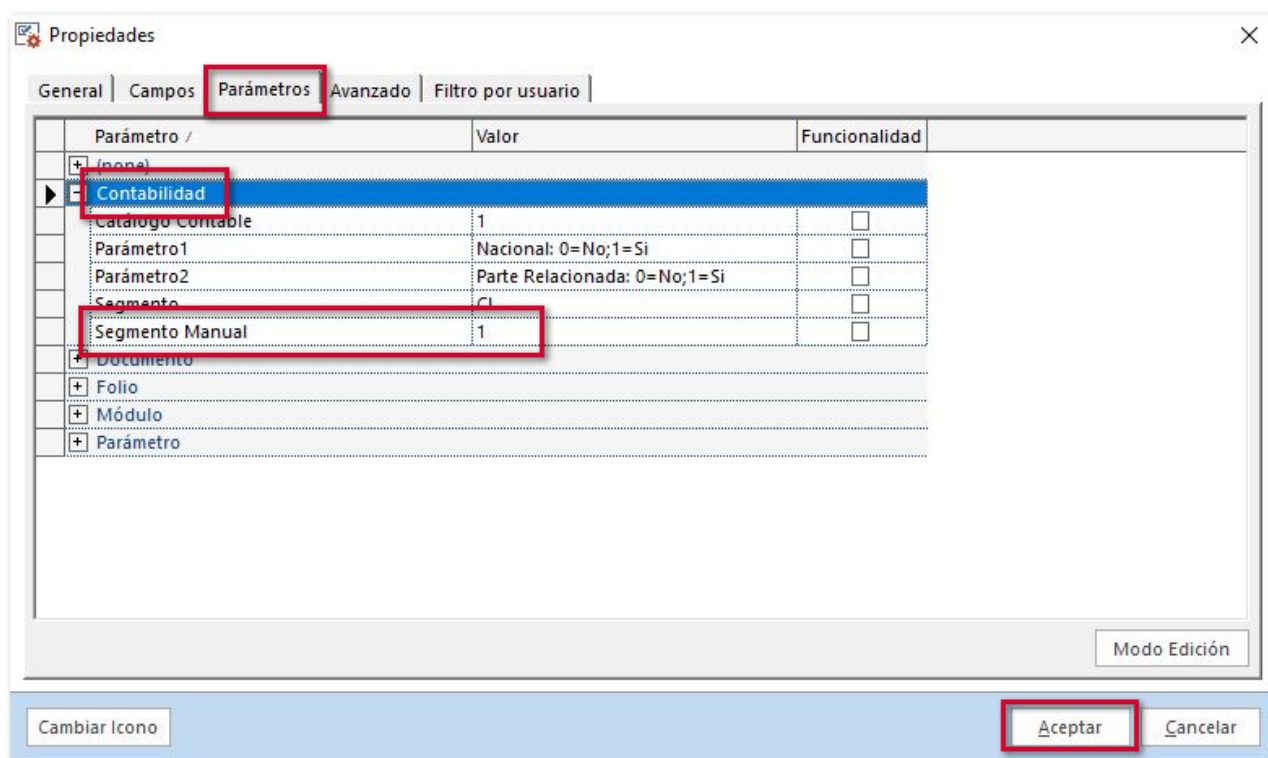 Propiedades
General Campos Parámetros Avanzado Filtro por usuario
Parámetro Valor Funcionalidad
(none)
Contabilidad
Catálogo Contable 1
Parámetro1 Nacional: 0=No;1=Si
Parámetro2 Parte Relacionada: 0=No;1=Si
Segmento CL
Segmento Manual 1
Documento
Folio
Módulo
Parámetro
Modo Edición
Cambiar Icono Aceptar Cancelar